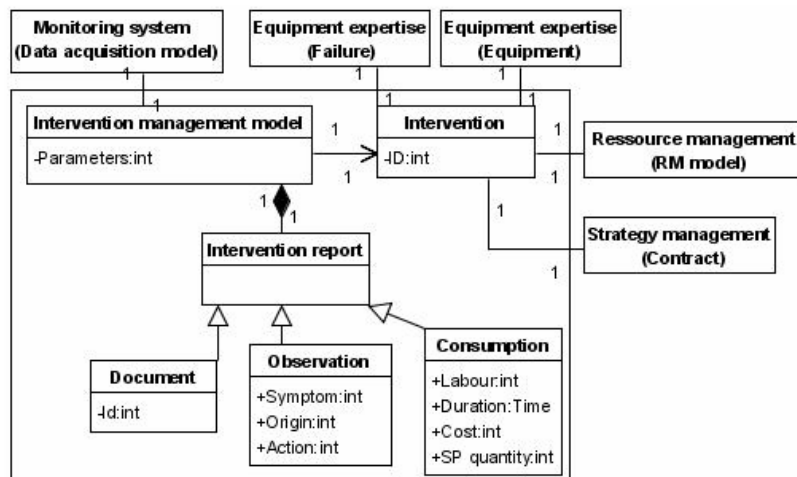 Monitoring system
(Data acquisition model)
Equipment expertise
(Failure)
Equipment expertise
(Equipment)
1
1
1
1
1
1
Intervention management model
-Parameters:int
1
1
Intervention
-ID:int
1
1
Ressource management
(RM model)
1
1
Strategy management
(Contract)
1
1
Intervention report
Document
-Id:int
Observation
+Symptom:int
+Origin:int
+Action:int
Consumption
+Labour:int
+Duration:Time
+Cost:int
+SP quantity:int